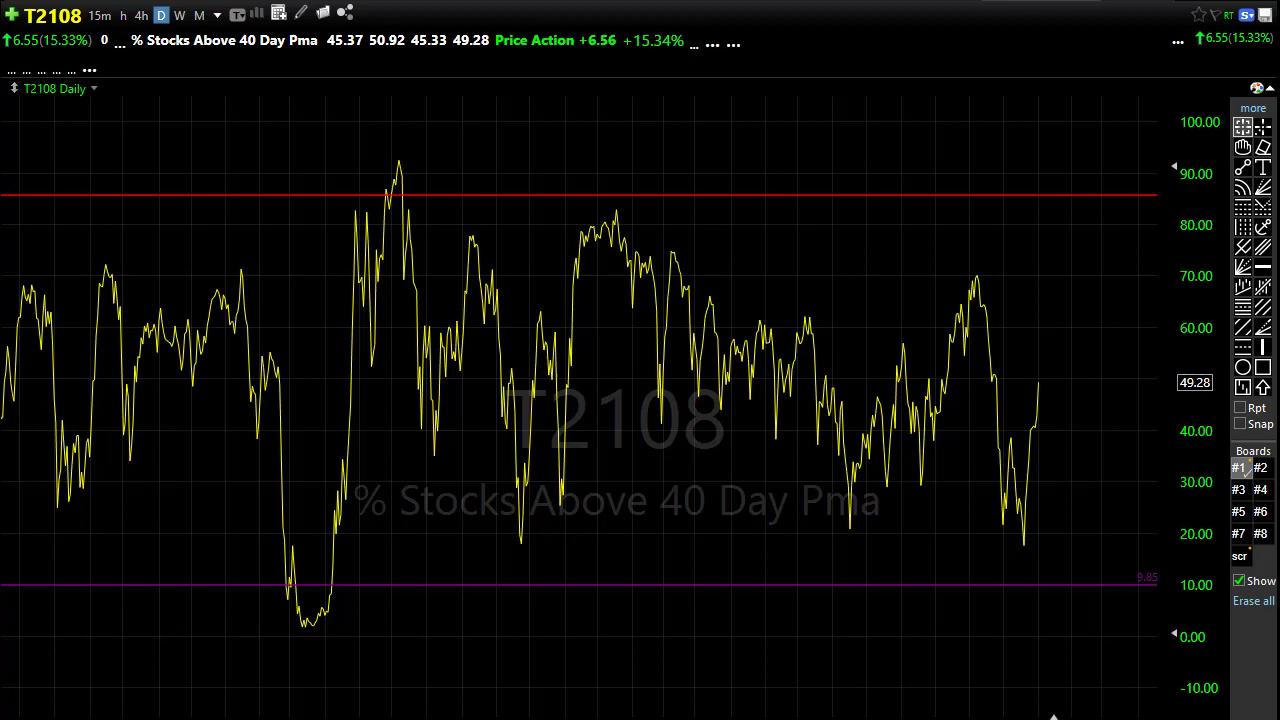 T2108 15m h 4h D W M RT
6.55(15.33%) 0 ... % Stocks Above 40 Day Pma 45.37 50.92 45.33 49.28 Price Action +6.56 +15.34% ... ... ... ... 6.55(15.33%)
... ... ... ... ... ...
T2108 Daily
more
100.00
90.00
80.00
70.00
60.00
49.28
40.00
30.00
20.00
10.00
0.00
-10.00
9.85
T2108
% Stocks Above 40 Day Pma
Rpt
Snap
Boards
#1 #2
#3 #4
#5 #6
#7 #8
scr
Show
Erase all